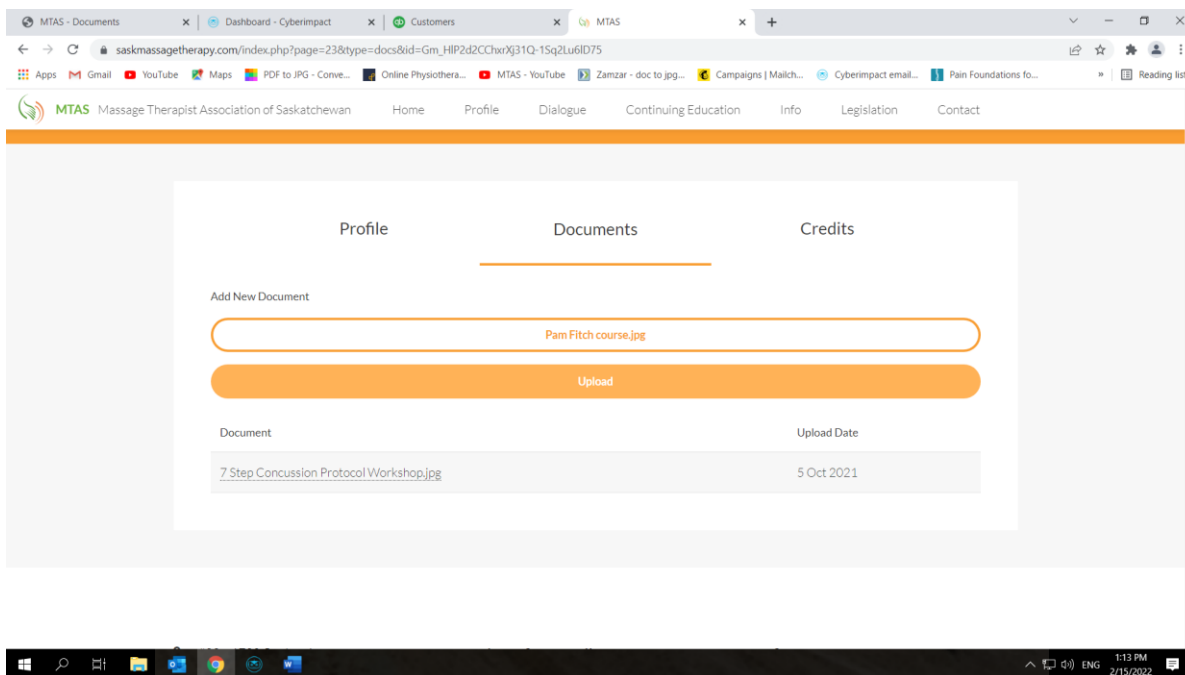 MTAS - Documents
Dashboard - Cyberimpact
Customers
MTAS
saskmassagetherapy.com/index.php?page=23&type=docs&id=Gm_HlP2d2CChxrXj31Q-1Sq2Lu6lD75
Apps Gmail YouTube Maps PDF to JPG - Conve... Online Physiothera... MTAS - YouTube Zamzar - doc to jpg... Campaigns | Mailch... Cyberimpact email... Pain Foundations fo... » Reading list
MTAS Massage Therapist Association of Saskatchewan Home Profile Dialogue Continuing Education Info Legislation Contact
Profile Documents Credits
Add New Document
Pam Fitch course.jpg
Upload
Document Upload Date
7 Step Concussion Protocol Workshop.jpg 5 Oct 2021
ENG 1:13 PM
2/15/2022